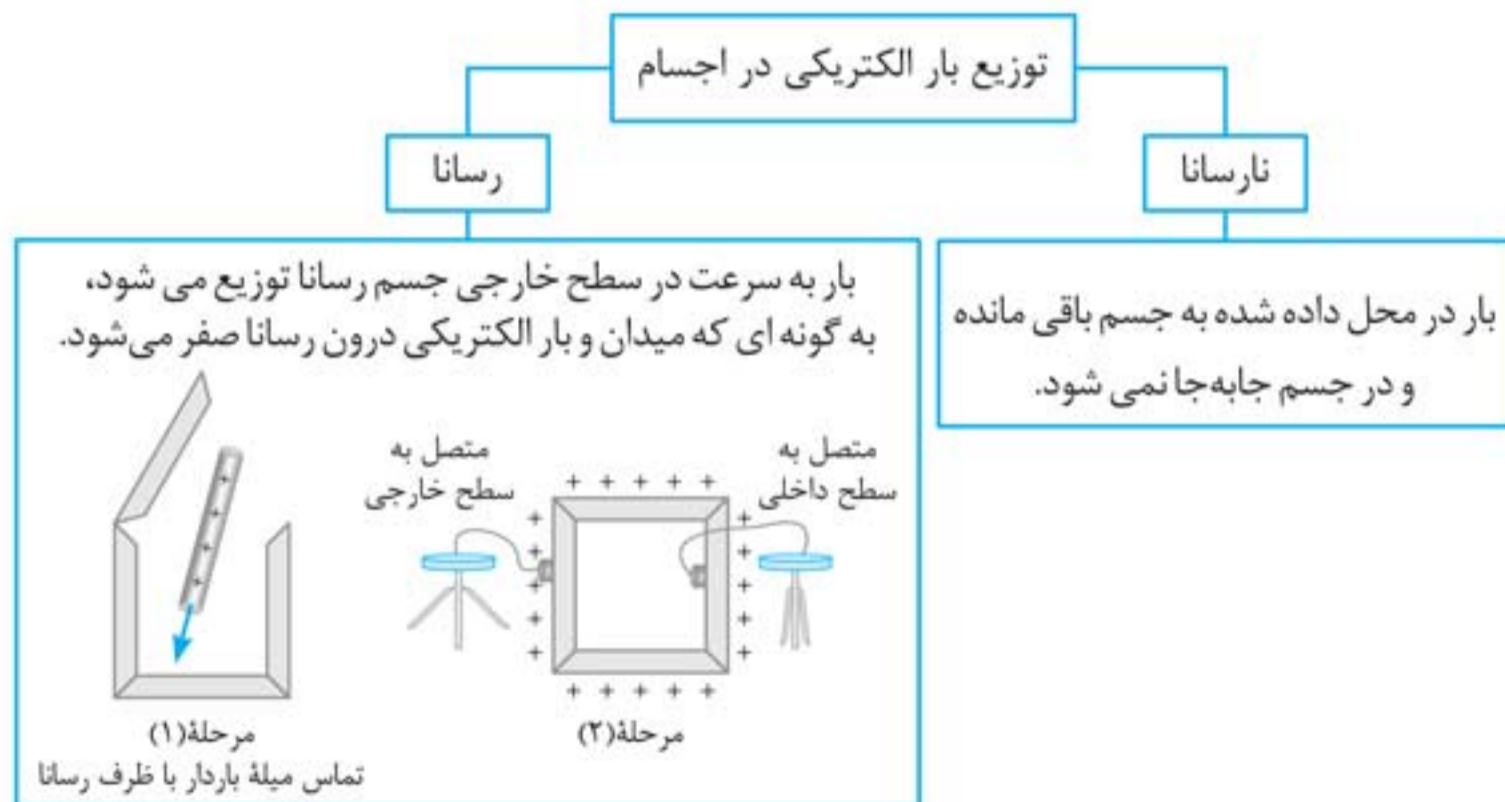 توزیع بار الکتریکی در اجسام
نارسانا
رسانا
بار در محل داده شده به جسم باقی مانده
و در جسم جابه‌جا نمی شود.
بار به سرعت در سطح خارجی جسم رسانا توزیع می شود،
به گونه ای که میدان و بار الکتریکی درون رسانا صفر می‌شود.
متصل به
سطح داخلی
متصل به
سطح خارجی
+ + + + +
+
+
+
+
+
+
+
+
+
+
+ + + + +
+
+
+
+
مرحلهٔ (۲)
مرحلهٔ (۱)
تماس میلهٔ باردار با ظرف رسانا